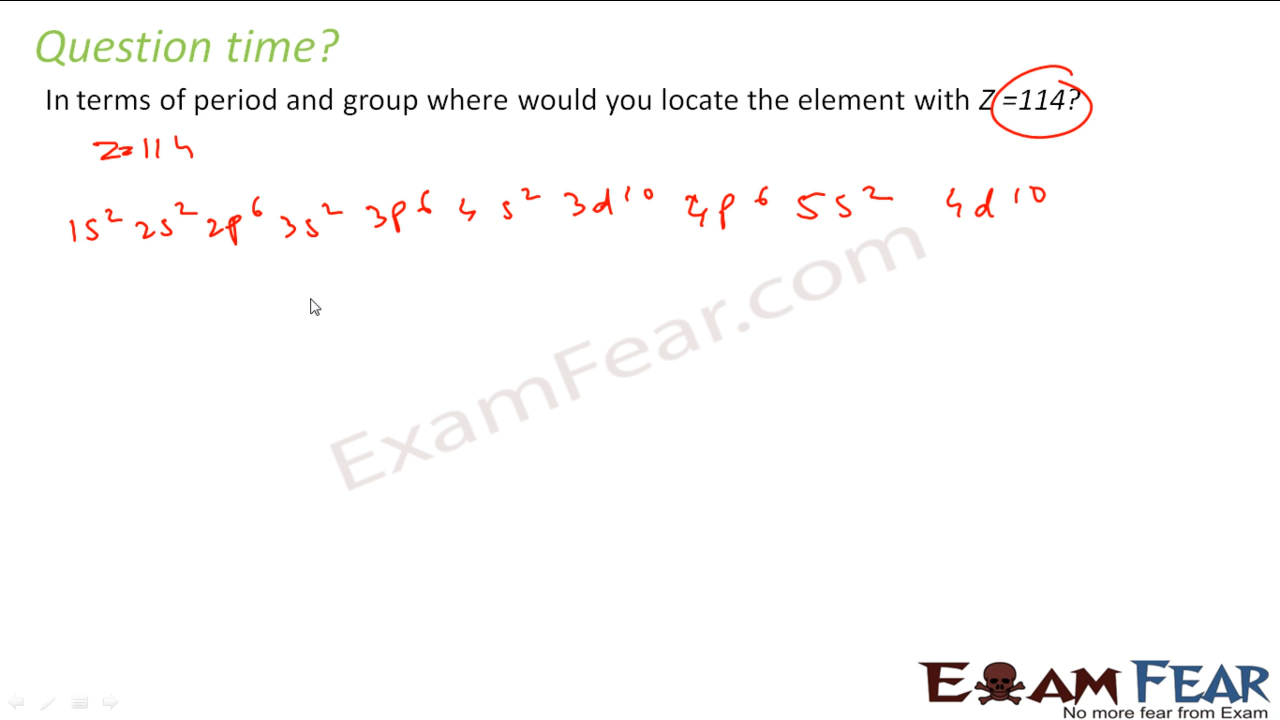 Question time?
In terms of period and group where would you locate the element with Z =114?
Z=114
1s² 2s² 2p⁶ 3s² 3p⁶ 4s² 3d¹⁰ 4p⁶ 5s² 4d¹⁰
ExamFear.com
EXAM FEAR
No more fear from Exam